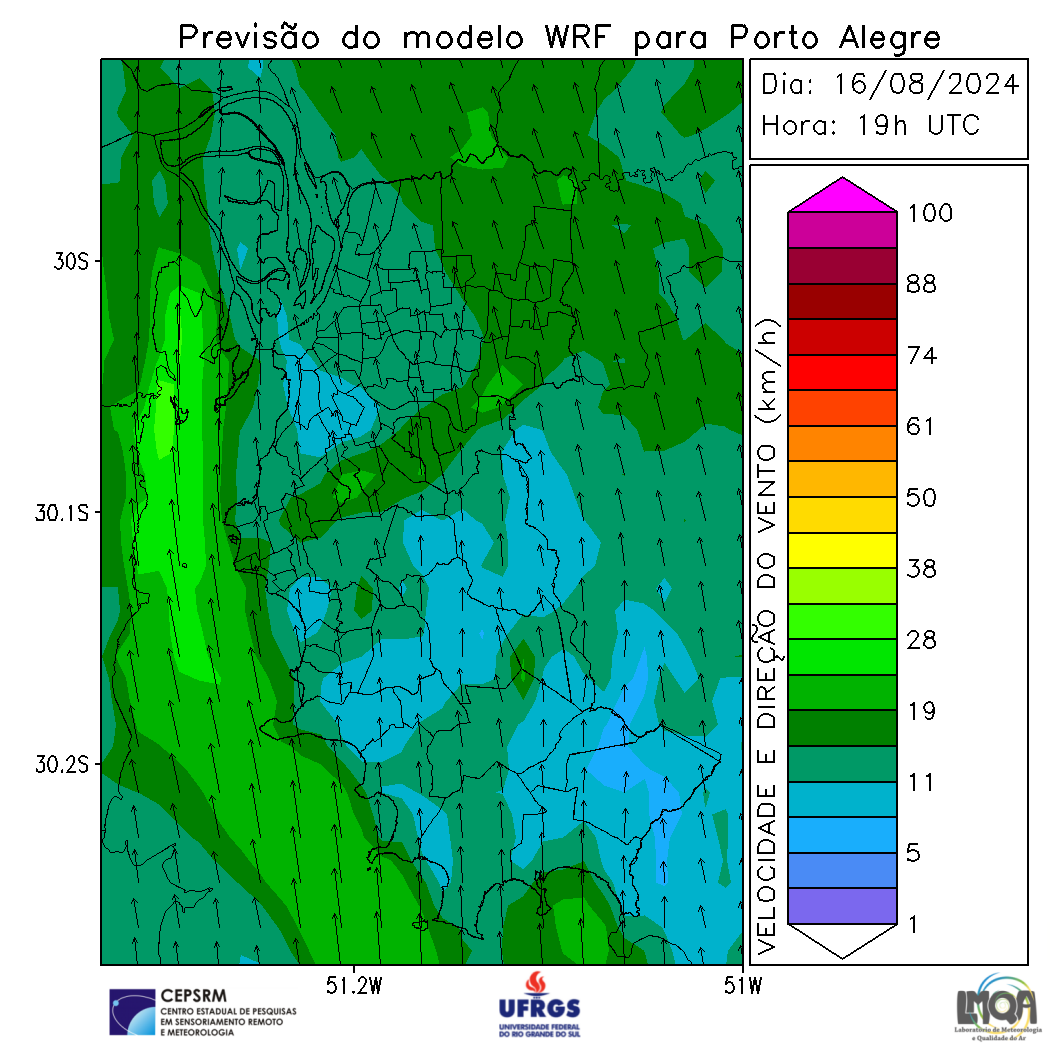 Previsão do modelo WRF para Porto Alegre
Dia: 16/08/2024
Hora: 19h UTC
VELOCIDADE E DIREÇÃO DO VENTO (km/h)
100
88
74
61
50
38
28
19
11
5
1
30S
30.1S
30.2S
51.2W
51W
CEPSRM
CENTRO ESTADUAL DE PESQUISAS
EM SENSORIAMENTO REMOTO
E METEOROLOGIA
UFRGS
UNIVERSIDADE FEDERAL
DO RIO GRANDE DO SUL
LMQA
Laboratório de Meteorologia
e Qualidade do Ar